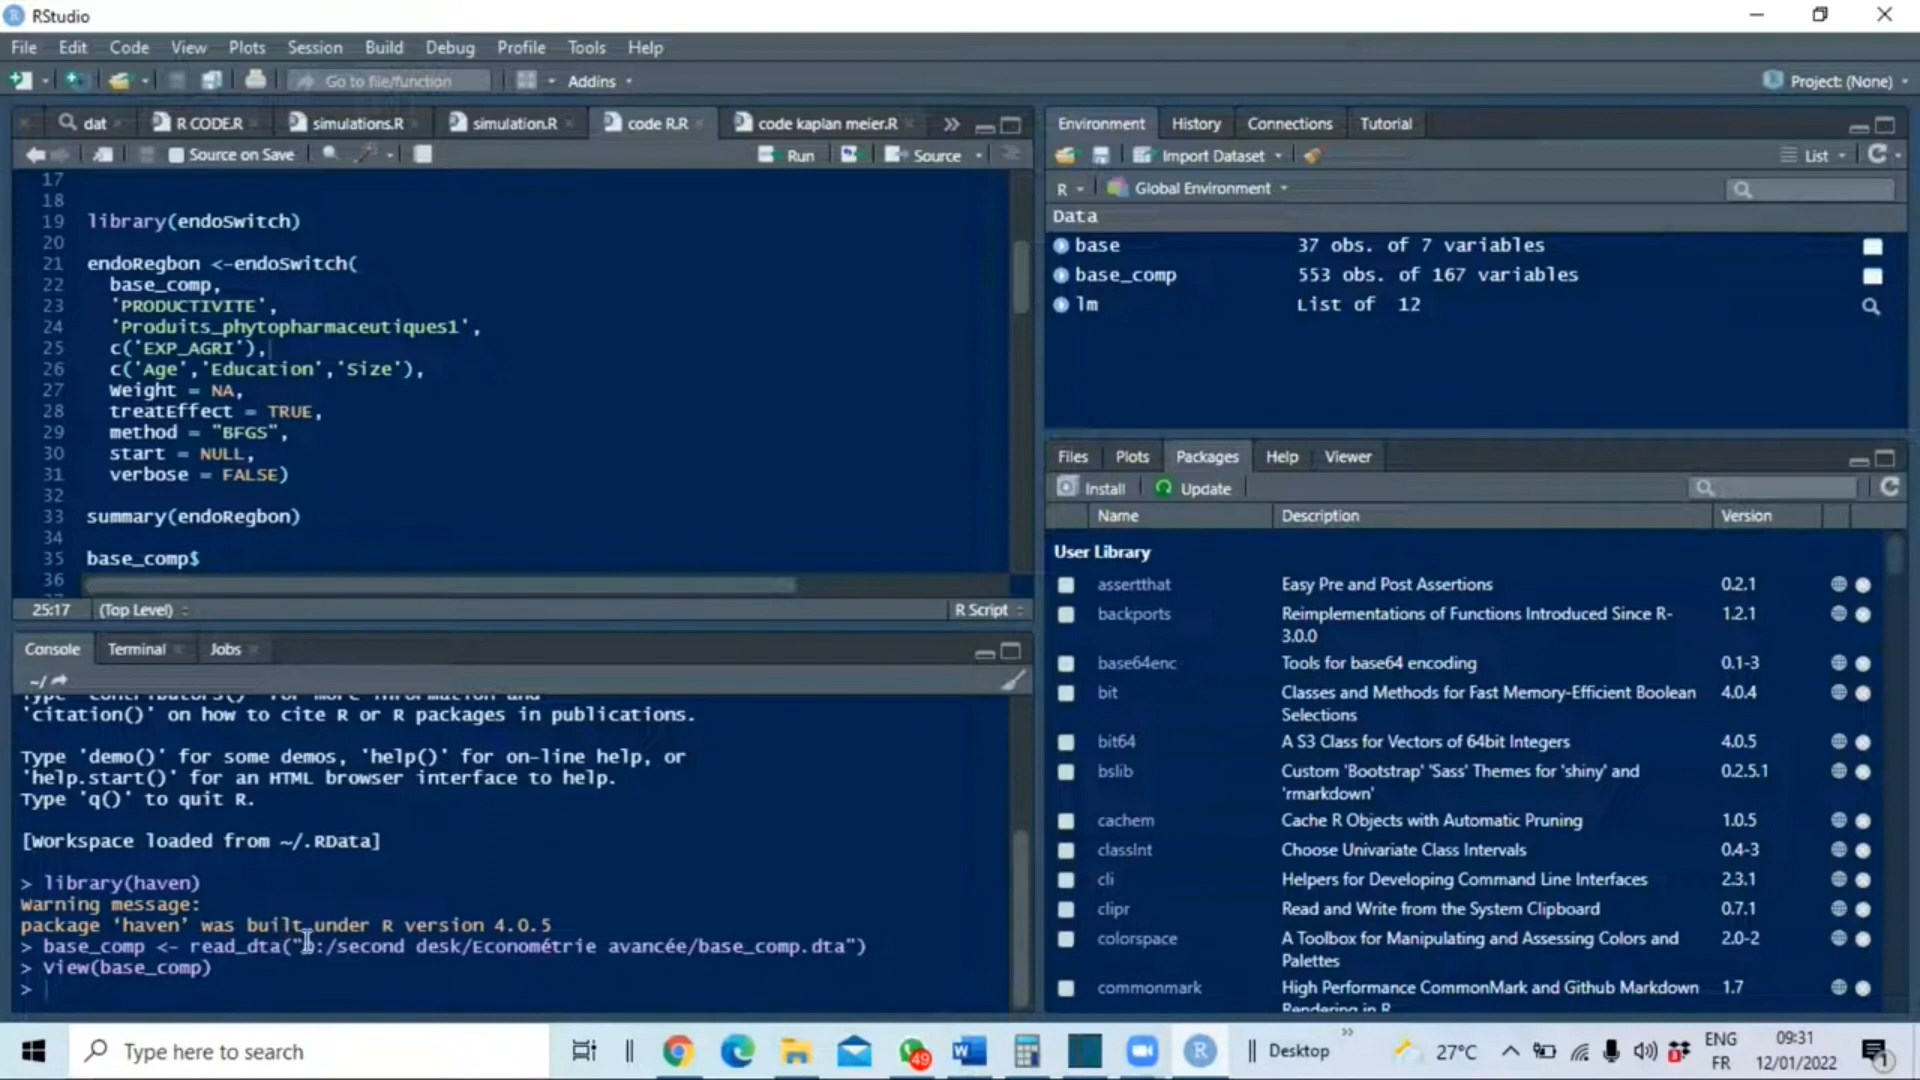 RStudio
File Edit Code View Plots Session Build Debug Profile Tools Help
Go to file/function Addins Project: (None)
dat R CODE.R simulations.R simulation.R code R.R code kaplan meier.R
Source on Save Run Source
17
18
19 library(endoSwitch)
20
21 endoRegbon <-endoSwitch(
22 base_comp,
23 'PRODUCTIVITE',
24 'Produits_phytopharmaceutiques1',
25 c('EXP_AGRI'),
26 c('Age','Education','Size'),
27 Weight = NA,
28 treatEffect = TRUE,
29 method = "BFGS",
30 start = NULL,
31 verbose = FALSE)
32
33 summary(endoRegbon)
34
35 base_comp$
36
25:17 (Top Level) R Script
Console Terminal Jobs
~/
Type 'contributors()' for more information and
'citation()' on how to cite R or R packages in publications.
Type 'demo()' for some demos, 'help()' for on-line help, or
'help.start()' for an HTML browser interface to help.
Type 'q()' to quit R.
[Workspace loaded from ~/.RData]
> library(haven)
Warning message:
package ‘haven’ was built under R version 4.0.5
> base_comp <- read_dta(" :/second desk/Econométrie avancée/base_comp.dta")
> View(base_comp)
>
Environment History Connections Tutorial
Import Dataset List
R Global Environment
Data
base 37 obs. of 7 variables
base_comp 553 obs. of 167 variables
lm List of 12
Files Plots Packages Help Viewer
Install Update
Name Description Version
User Library
assertthat Easy Pre and Post Assertions 0.2.1
backports Reimplementations of Functions Introduced Since R- 1.2.1
3.0.0
base64enc Tools for base64 encoding 0.1-3
bit Classes and Methods for Fast Memory-Efficient Boolean 4.0.4
Selections
bit64 A S3 Class for Vectors of 64bit Integers 4.0.5
bslib Custom 'Bootstrap' 'Sass' Themes for 'shiny' and 0.2.5.1
'rmarkdown'
cachem Cache R Objects with Automatic Pruning 1.0.5
classInt Choose Univariate Class Intervals 0.4-3
cli Helpers for Developing Command Line Interfaces 2.3.1
clipr Read and Write from the System Clipboard 0.7.1
colorspace A Toolbox for Manipulating and Assessing Colors and 2.0-2
Palettes
commonmark High Performance CommonMark and Github Markdown 1.7
Rendering in R
Type here to search 49 Desktop 27°C ENG 09:31
FR 12/01/2022 1